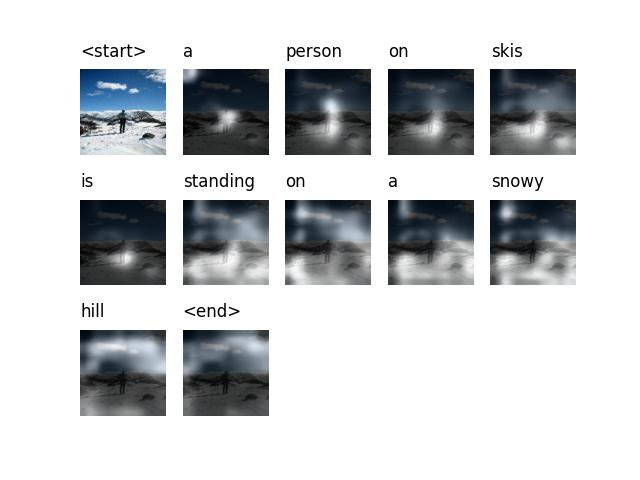 <start> a person on skis
is standing on a snowy
hill <end>